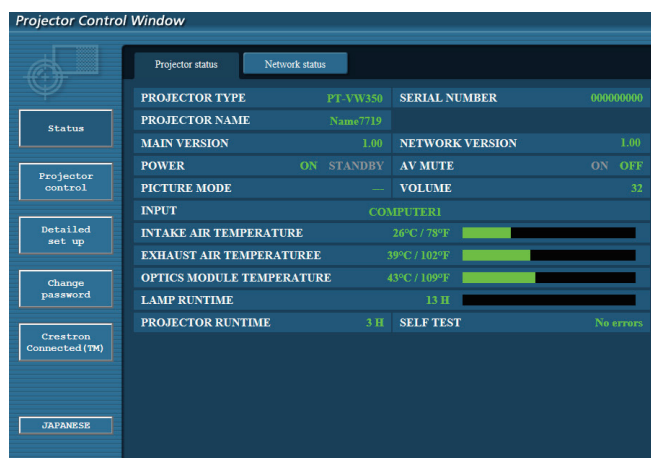 Projector Control Window
Projector status
Network status
Status
Projector
control
Detailed
set up
Change
password
Crestron
Connected(TM)
JAPANESE
PROJECTOR TYPE PT-VW350 SERIAL NUMBER 000000000
PROJECTOR NAME Name7719
MAIN VERSION 1.00 NETWORK VERSION 1.00
POWER ON STANDBY AV MUTE ON OFF
PICTURE MODE — VOLUME 32
INPUT COMPUTER1
INTAKE AIR TEMPERATURE 26°C / 78°F
EXHAUST AIR TEMPERATUREE 39°C / 102°F
OPTICS MODULE TEMPERATURE 43°C / 109°F
LAMP RUNTIME 13 H
PROJECTOR RUNTIME 3 H SELF TEST No errors